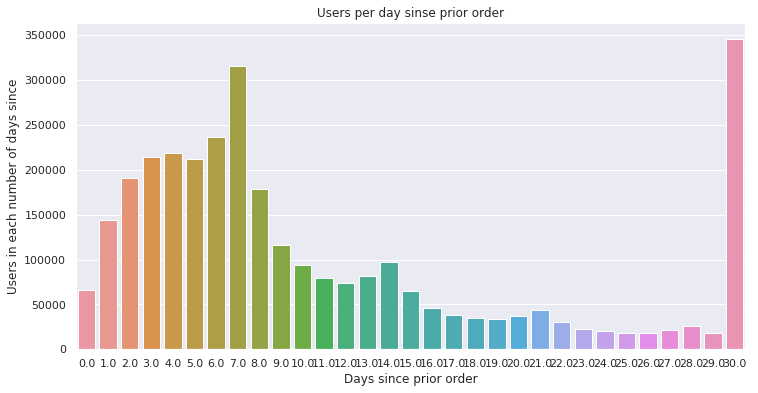 Users per day sinse prior order
Users in each number of days since
350000
300000
250000
200000
150000
100000
50000
0
0.0 1.0 2.0 3.0 4.0 5.0 6.0 7.0 8.0 9.0 10.0 11.0 12.0 13.0 14.0 15.0 16.0 17.0 18.0 19.0 20.0 21.0 22.0 23.0 24.0 25.0 26.0 27.0 28.0 29.0 30.0
Days since prior order